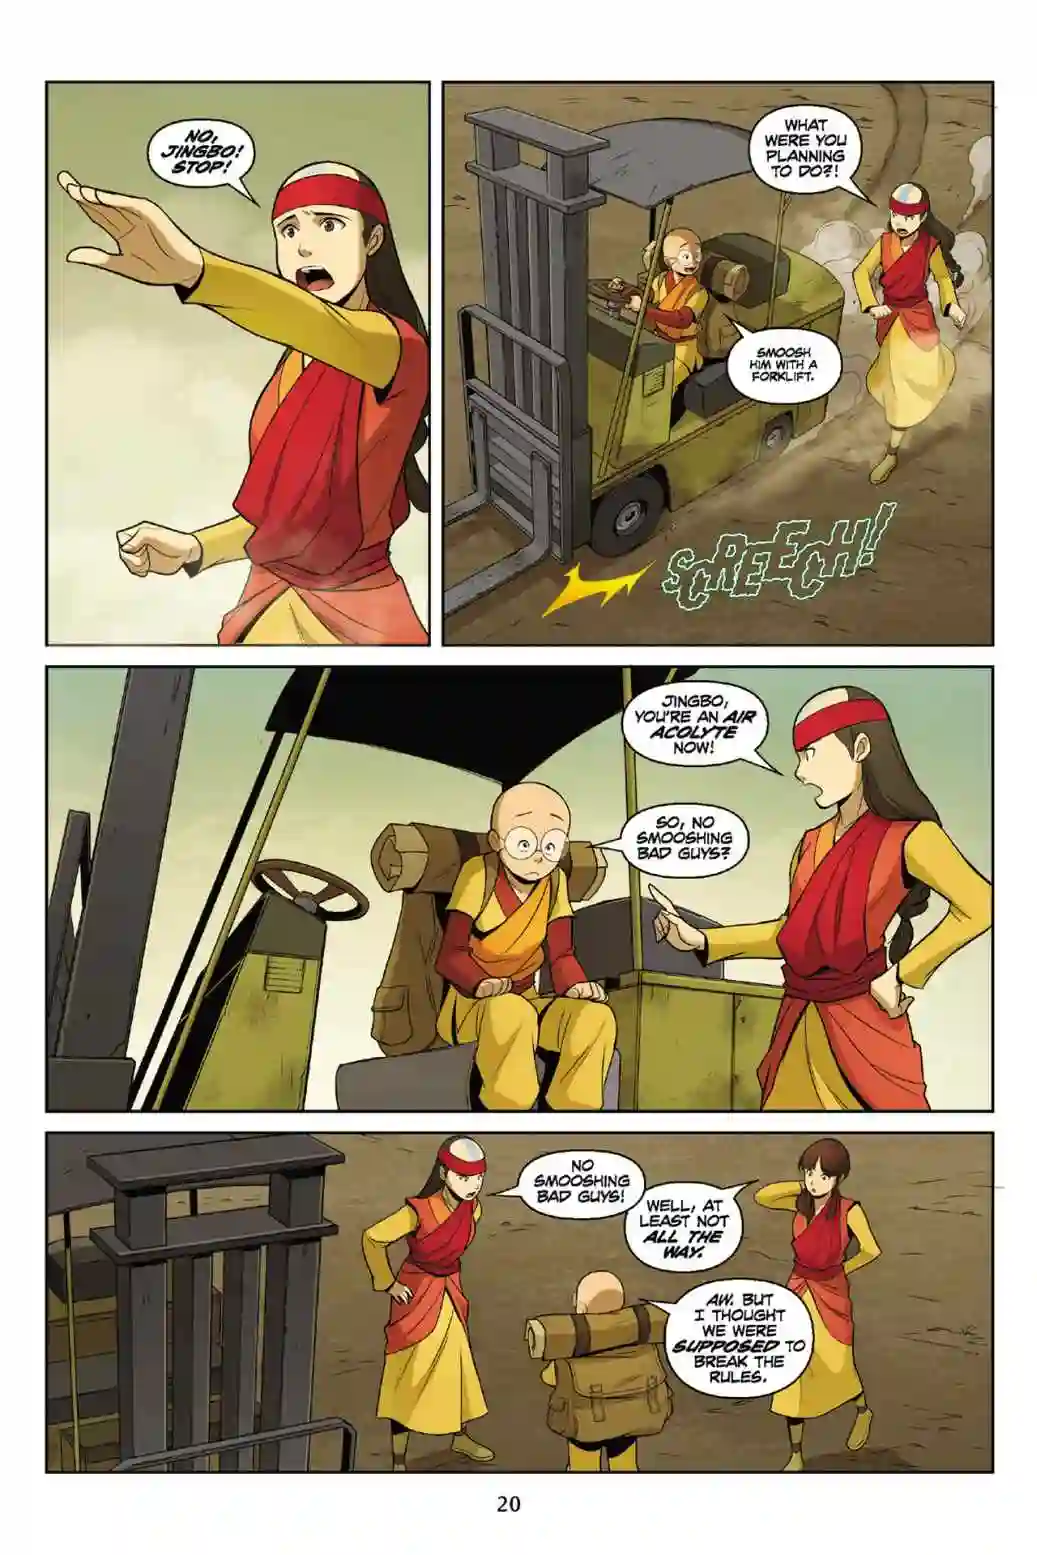 NO,
JINGBO!
STOP!
WHAT
WERE YOU
PLANNING
TO DO?!
SMOOSH
HIM WITH A
FORKLIFT.
SCREECH!
JINGBO,
YOU'RE AN AIR
ACOLYTE
NOW!
SO, NO
SMOOSHING
BAD GUYS?
NO
SMOOSHING
BAD GUYS!
WELL, AT
LEAST NOT
ALL THE
WAY.
AW. BUT
I THOUGHT
WE WERE
SUPPOSED TO
BREAK THE
RULES.
20